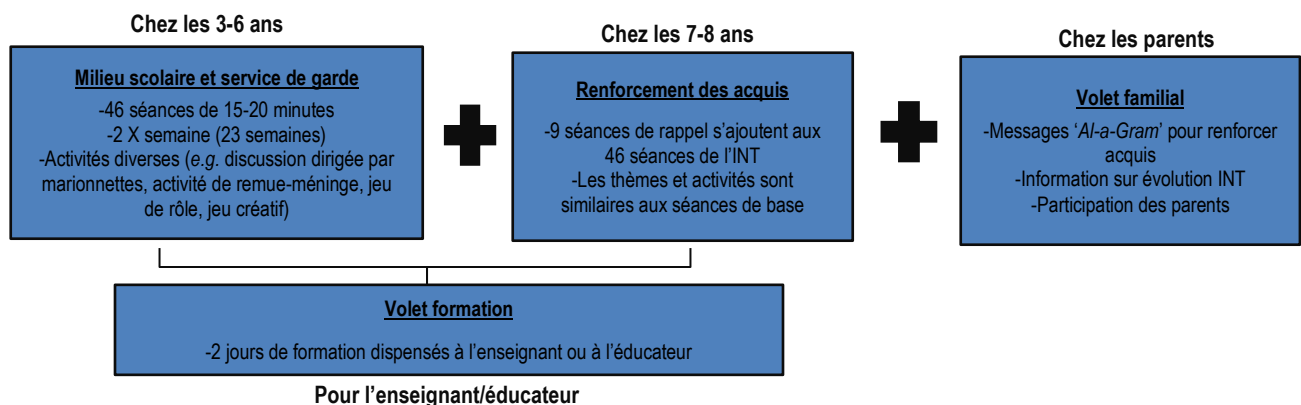 Chez les 3-6 ans
Milieu scolaire et service de garde
-46 séances de 15-20 minutes
-2 X semaine (23 semaines)
-Activités diverses (e.g. discussion dirigée par
marionnettes, activité de remue-méninge, jeu
de rôle, jeu créatif)
Chez les 7-8 ans
Renforcement des acquis
-9 séances de rappel s’ajoutent aux
46 séances de l’INT
-Les thèmes et activités sont
similaires aux séances de base
Chez les parents
Volet familial
-Messages ‘Al-a-Gram’ pour renforcer
acquis
-Information sur évolution INT
-Participation des parents
Volet formation
-2 jours de formation dispensés à l’enseignant ou à l’éducateur
Pour l’enseignant/éducateur